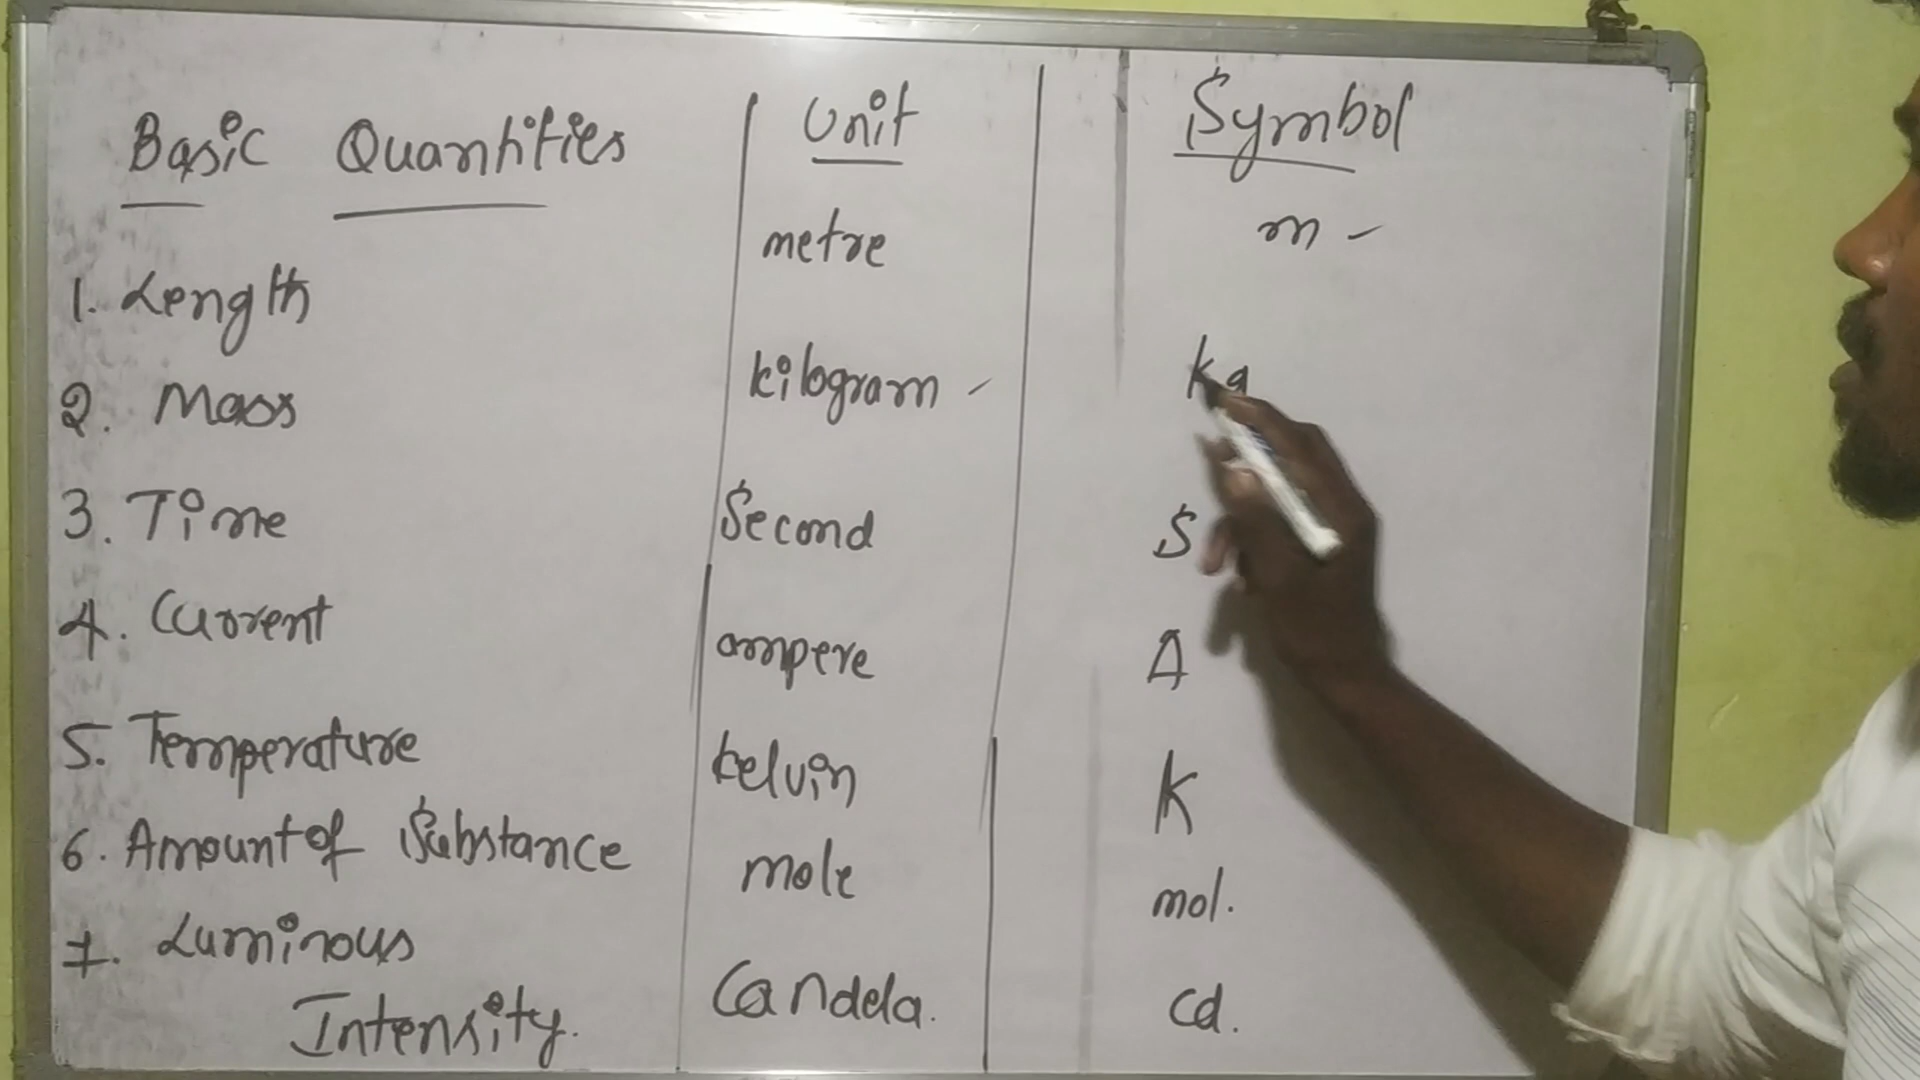 Basic Quantities Unit Symbol
1. Length metre m -
2. Mass kilogram - kg
3. Time Second S
4. Current ampere A
5. Temperature kelvin K
6. Amount of Substance mole mol.
7. Luminous
Intensity. Candela. Cd.